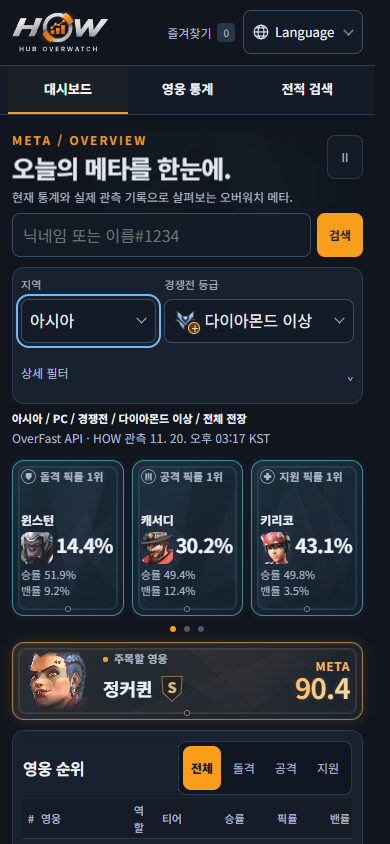 HOW
HUB OVERWATCH
즐겨찾기 0
Language
대시보드 영웅 통계 전적 검색
META / OVERVIEW
오늘의 메타를 한눈에.
현재 통계와 실제 관측 기록으로 살펴보는 오버워치 메타.
닉네임 또는 이름#1234 검색
지역 경쟁전 등급
아시아 다이아몬드 이상
상세 필터
아시아 / PC / 경쟁전 / 다이아몬드 이상 / 전체 전장
OverFast API · HOW 관측 11. 20. 오후 03:17 KST
돌격 픽률 1위
윈스턴
14.4%
승률 51.9%
밴률 9.2%
공격 픽률 1위
캐서디
30.2%
승률 49.4%
밴률 12.4%
지원 픽률 1위
키리코
43.1%
승률 49.8%
밴률 3.5%
주목할 영웅
정커퀸 S
META
90.4
영웅 순위
전체 돌격 공격 지원
# 영웅 역할 티어 승률 픽률 밴률